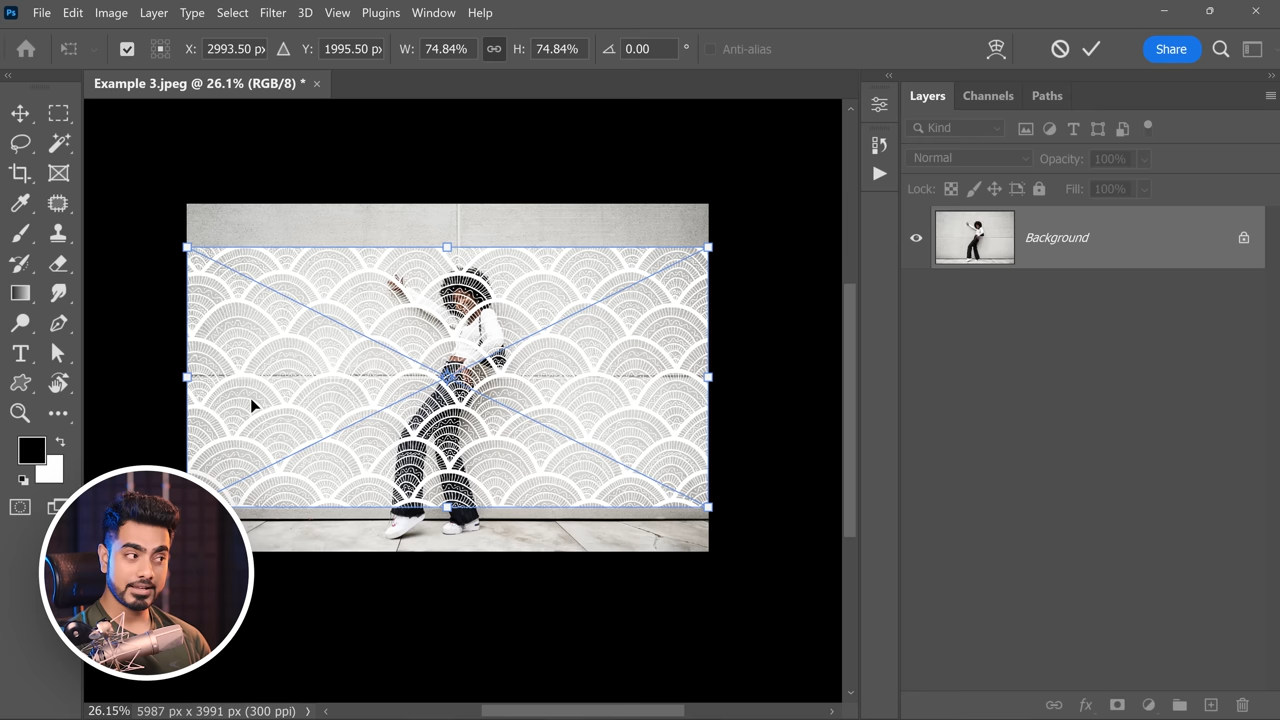 Ps File Edit Image Layer Type Select Filter 3D View Plugins Window Help
X: 2993.50 px Y: 1995.50 px W: 74.84% H: 74.84% 0.00 ° Anti-alias Share
Example 3.jpeg @ 26.1% (RGB/8) * ×
Layers Channels Paths
Kind
Normal Opacity: 100%
Lock: Fill: 100%
Background
26.15% 5987 px x 3991 px (300 ppi)